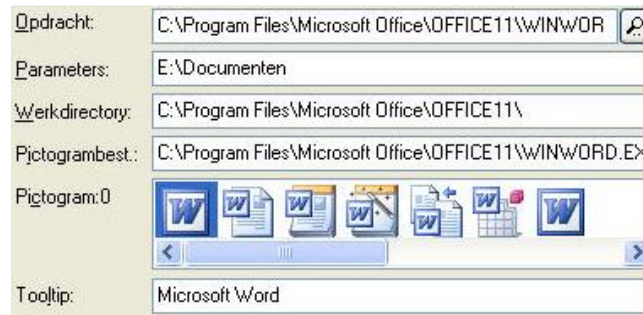 Opdracht: C:\Program Files\Microsoft Office\OFFICE11\WINWOR
Parameters: E:\Documenten
Werkdirectory: C:\Program Files\Microsoft Office\OFFICE11\
Pictogrambest.: C:\Program Files\Microsoft Office\OFFICE11\WINWORD.EX
Pictogram:0
Tooltip: Microsoft Word